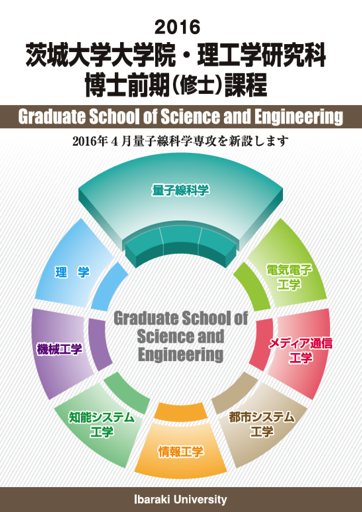 2016
茨城大学大学院・理工学研究科
博士前期（修士）課程
Graduate School of Science and Engineering
2016年4月量子線科学専攻を新設します
量子線科学
理 学
電気電子
工学
機械工学
Graduate School of
Science and
Engineering
メディア通信
工学
知能システム
工学
都市システム
工学
情報工学
Ibaraki University